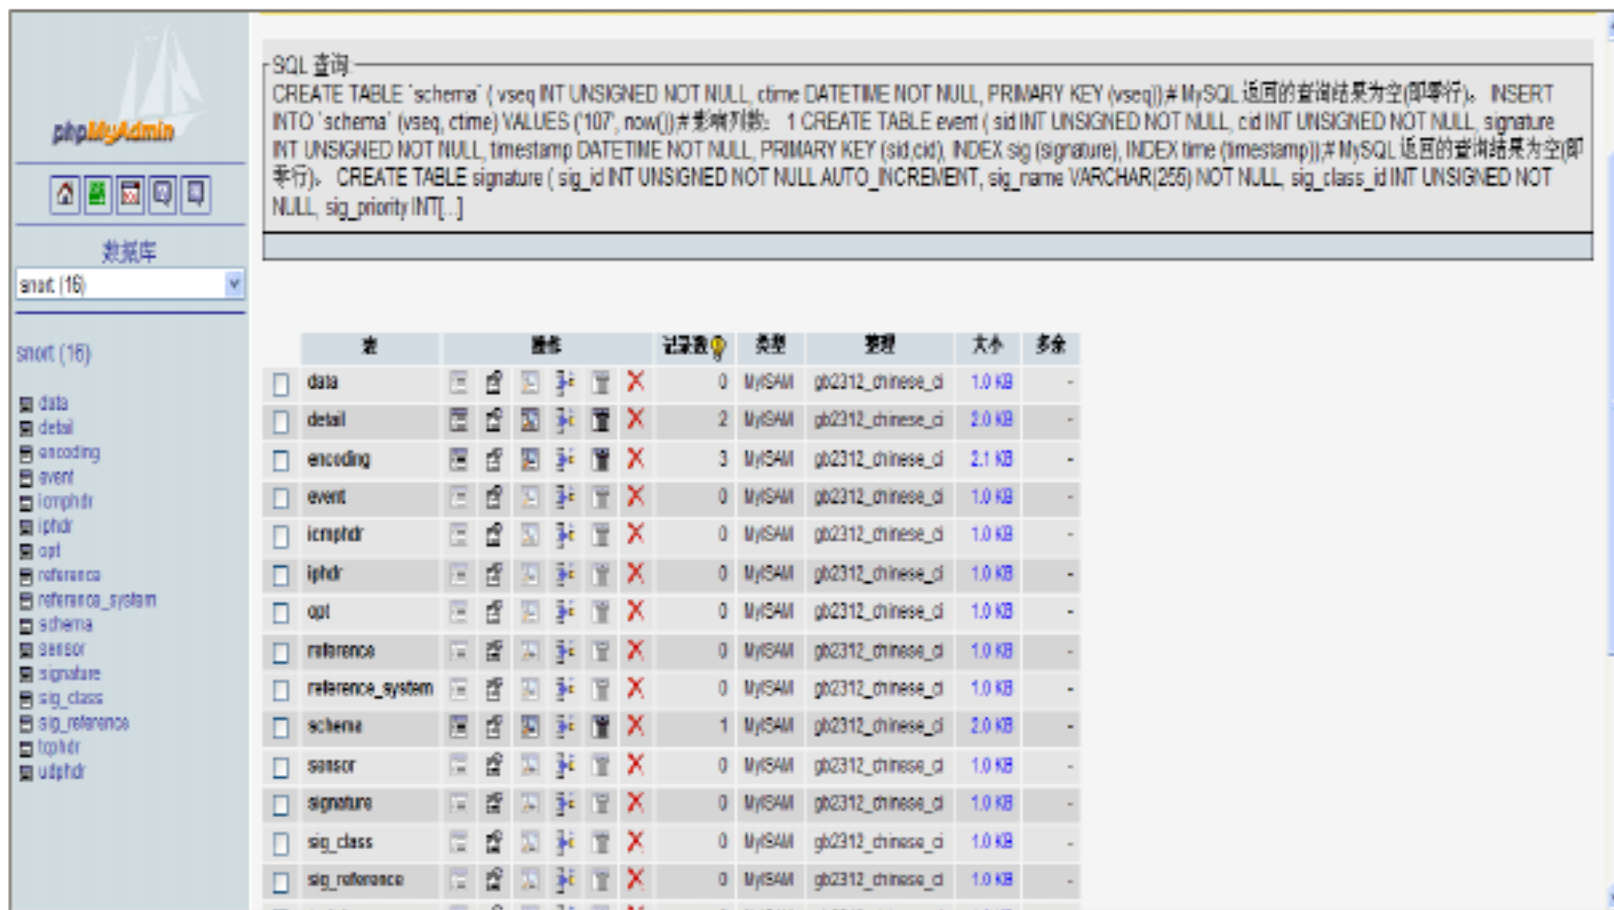 phpMyAdmin
数据库
snort (16)
snort (16)
data
detail
encoding
event
icmphdr
iphdr
opt
reference
reference_system
schema
sensor
signature
sig_class
sig_reference
tcphdr
udphdr
SQL 查询:
CREATE TABLE `schema` ( vseq INT UNSIGNED NOT NULL, ctime DATETIME NOT NULL, PRIMARY KEY (vseq));# MySQL 返回的查询结果为空(即零行)。 INSERT
INTO `schema` (vseq, ctime) VALUES ('107', now());# 影响列数: 1 CREATE TABLE event ( sid INT UNSIGNED NOT NULL, cid INT UNSIGNED NOT NULL, signature
INT UNSIGNED NOT NULL, timestamp DATETIME NOT NULL, PRIMARY KEY (sid,cid), INDEX sig (signature), INDEX time (timestamp));# MySQL 返回的查询结果为空(即
零行)。 CREATE TABLE signature ( sig_id INT UNSIGNED NOT NULL AUTO_INCREMENT, sig_name VARCHAR(255) NOT NULL, sig_class_id INT UNSIGNED NOT
NULL, sig_priority INT[...]
表 操作 记录数 类型 整理 大小 多余
data 0 MyISAM gb2312_chinese_ci 1.0 KB -
detail 2 MyISAM gb2312_chinese_ci 2.0 KB -
encoding 3 MyISAM gb2312_chinese_ci 2.1 KB -
event 0 MyISAM gb2312_chinese_ci 1.0 KB -
icmphdr 0 MyISAM gb2312_chinese_ci 1.0 KB -
iphdr 0 MyISAM gb2312_chinese_ci 1.0 KB -
opt 0 MyISAM gb2312_chinese_ci 1.0 KB -
reference 0 MyISAM gb2312_chinese_ci 1.0 KB -
reference_system 0 MyISAM gb2312_chinese_ci 1.0 KB -
schema 1 MyISAM gb2312_chinese_ci 2.0 KB -
sensor 0 MyISAM gb2312_chinese_ci 1.0 KB -
signature 0 MyISAM gb2312_chinese_ci 1.0 KB -
sig_class 0 MyISAM gb2312_chinese_ci 1.0 KB -
sig_reference 0 MyISAM gb2312_chinese_ci 1.0 KB -